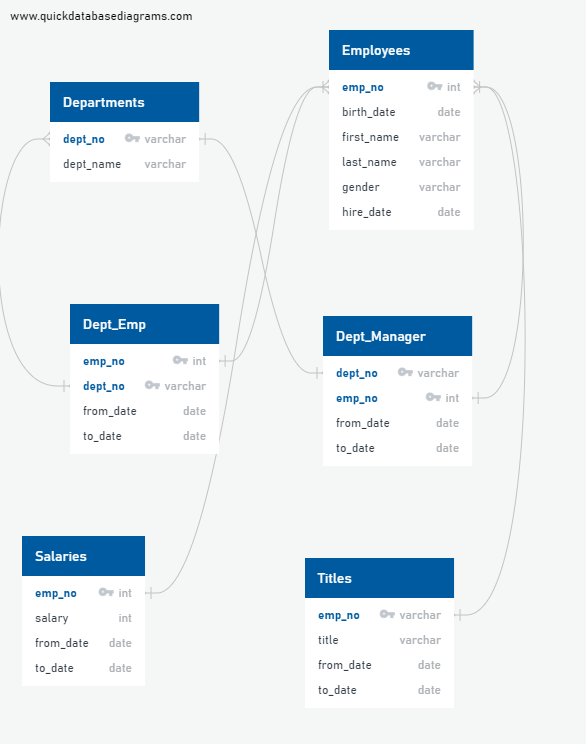 www.quickdatabasediagrams.com
Employees
emp_no int
birth_date date
first_name varchar
last_name varchar
gender varchar
hire_date date
Departments
dept_no varchar
dept_name varchar
Dept_Emp
emp_no int
dept_no varchar
from_date date
to_date date
Dept_Manager
dept_no varchar
emp_no int
from_date date
to_date date
Salaries
emp_no int
salary int
from_date date
to_date date
Titles
emp_no varchar
title varchar
from_date date
to_date date